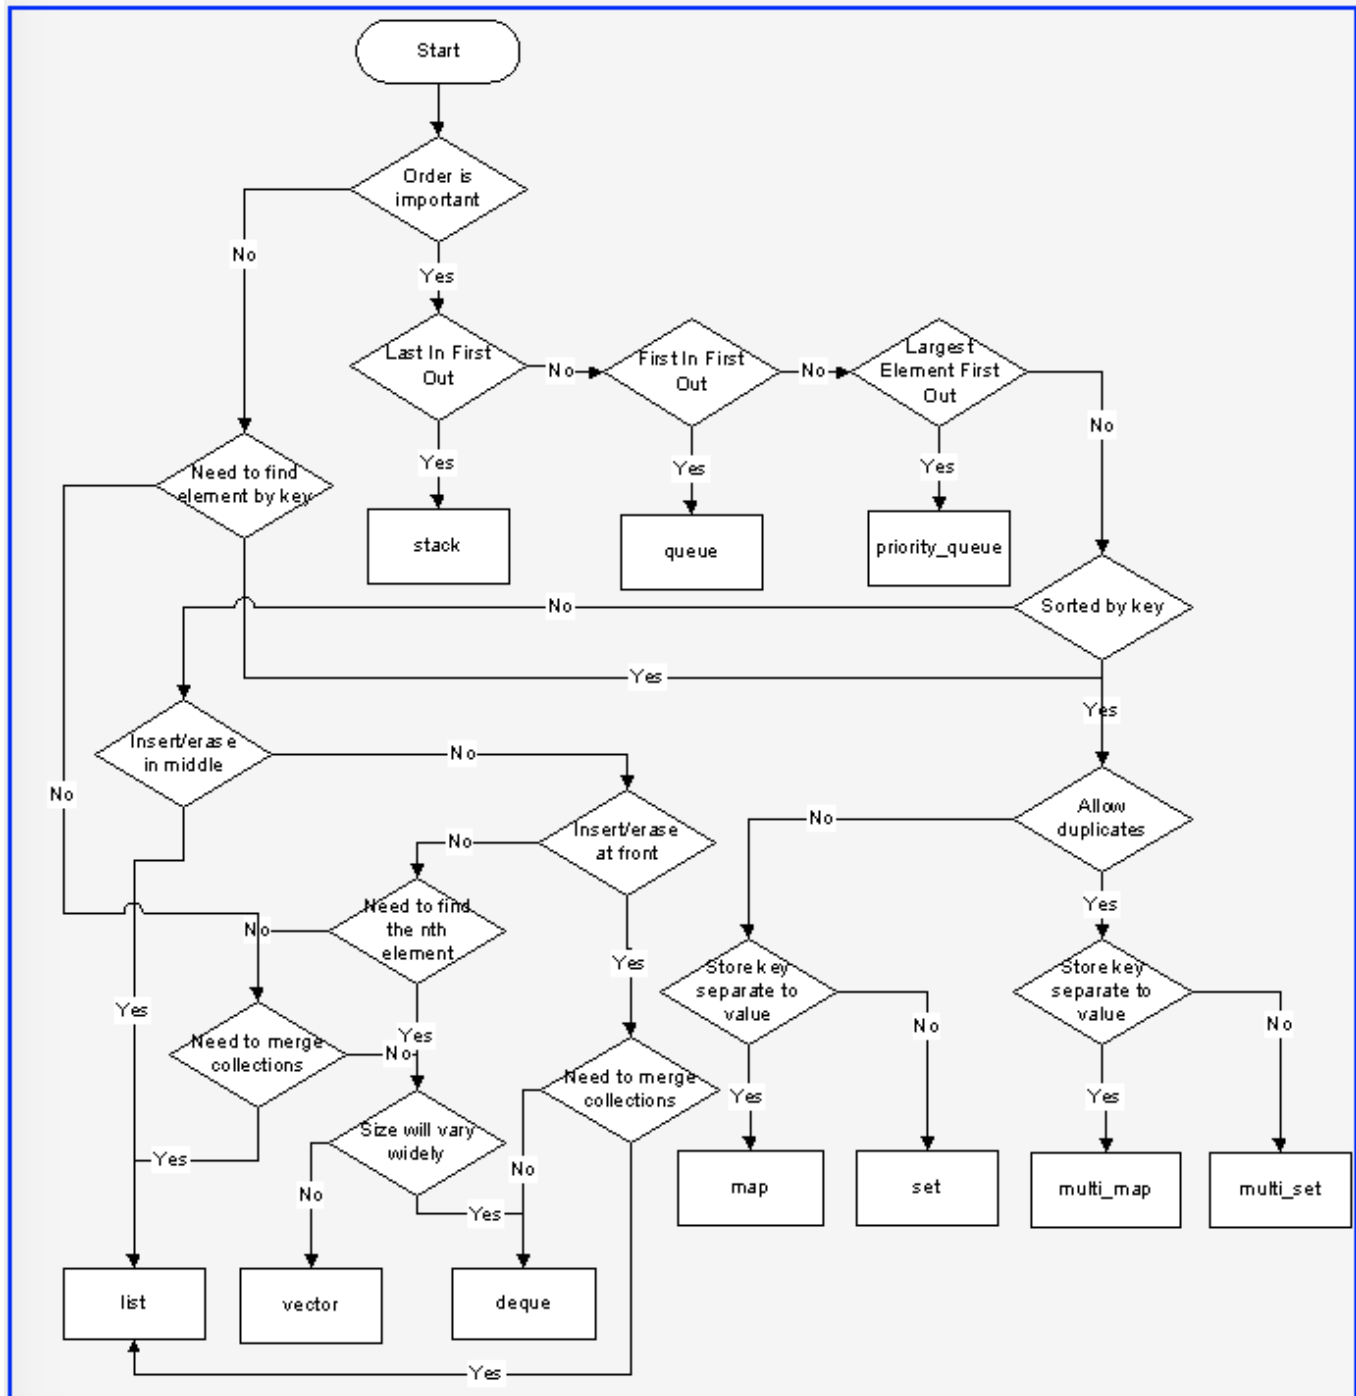 Start
Order is
important
No
Yes
Last In First
Out
No
First In First
Out
No
Largest
Element First
Out
No
Need to find
element by key
Yes
stack
Yes
queue
Yes
priority_queue
Sorted by key
No
Yes
Yes
Insert/erase
in middle
No
No
Insert/erase
at front
No
Allow
duplicates
No
Yes
Need to find
the nth
element
No
Yes
Yes
Store key
separate to
value
No
Store key
separate to
value
No
Yes
Need to merge
collections
No
Yes
Need to merge
collections
Yes
Yes
Size will vary
widely
Yes
No
No
Yes
map
set
multi_map
multi_set
list
vector
deque
Yes